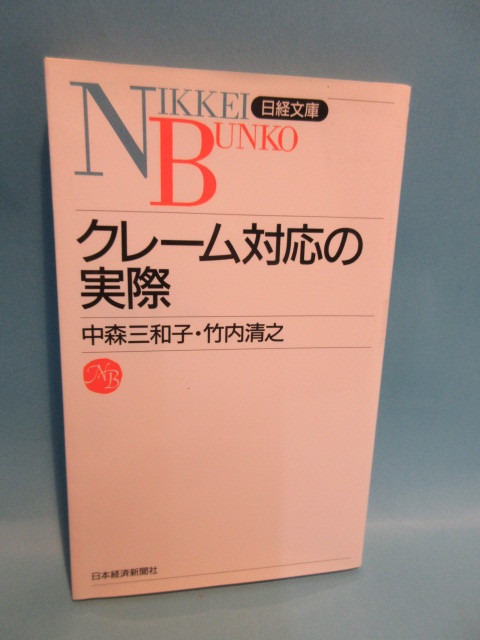 NIKKEI
日経文庫
BUNKO
クレーム対応の
実際
中森三和子・竹内清之
NB
日本経済新聞社